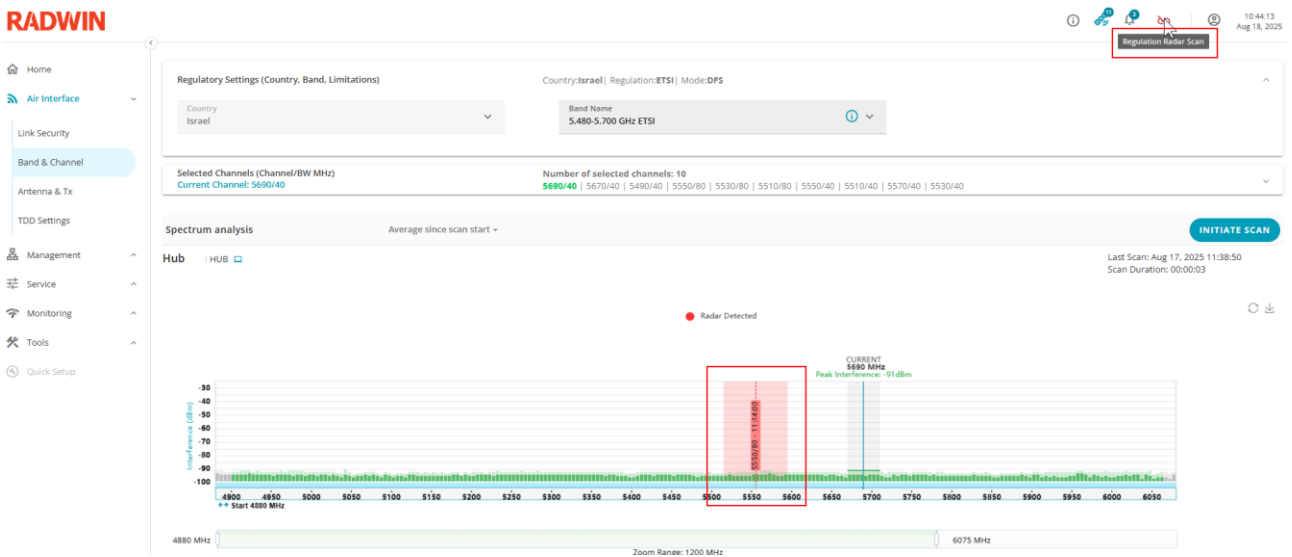 RADWIN
11
2
10:44:13
Aug 18, 2025
Regulation Radar Scan
Home
Air Interface
Link Security
Band & Channel
Antenna & Tx
TDD Settings
Management
Service
Monitoring
Tools
Quick Setup
Regulatory Settings (Country, Band, Limitations)
Country:Israel| Regulation:ETSI| Mode:DFS
Country
Israel
Band Name
5.480-5.700 GHz ETSI
Selected Channels (Channel/BW MHz)
Current Channel: 5690/40
Number of selected channels: 10
5690/40 | 5670/40 | 5490/40 | 5550/80 | 5530/80 | 5510/80 | 5550/40 | 5510/40 | 5570/40 | 5530/40
Spectrum analysis
Average since scan start
INITIATE SCAN
Hub
HUB
Last Scan: Aug 17, 2025 11:38:50
Scan Duration: 00:00:03
Radar Detected
CURRENT
5690 MHz
Peak Interference: -91dBm
Interference (dBm)
-30
-40
-50
-60
-70
-80
-90
-100
5550/80 - 11:14:00
4900 4950 5000 5050 5100 5150 5200 5250 5300 5350 5400 5450 5500 5550 5600 5650 5700 5750 5800 5850 5900 5950 6000 6050
Start 4880 MHz
4880 MHz
6075 MHz
Zoom Range: 1200 MHz